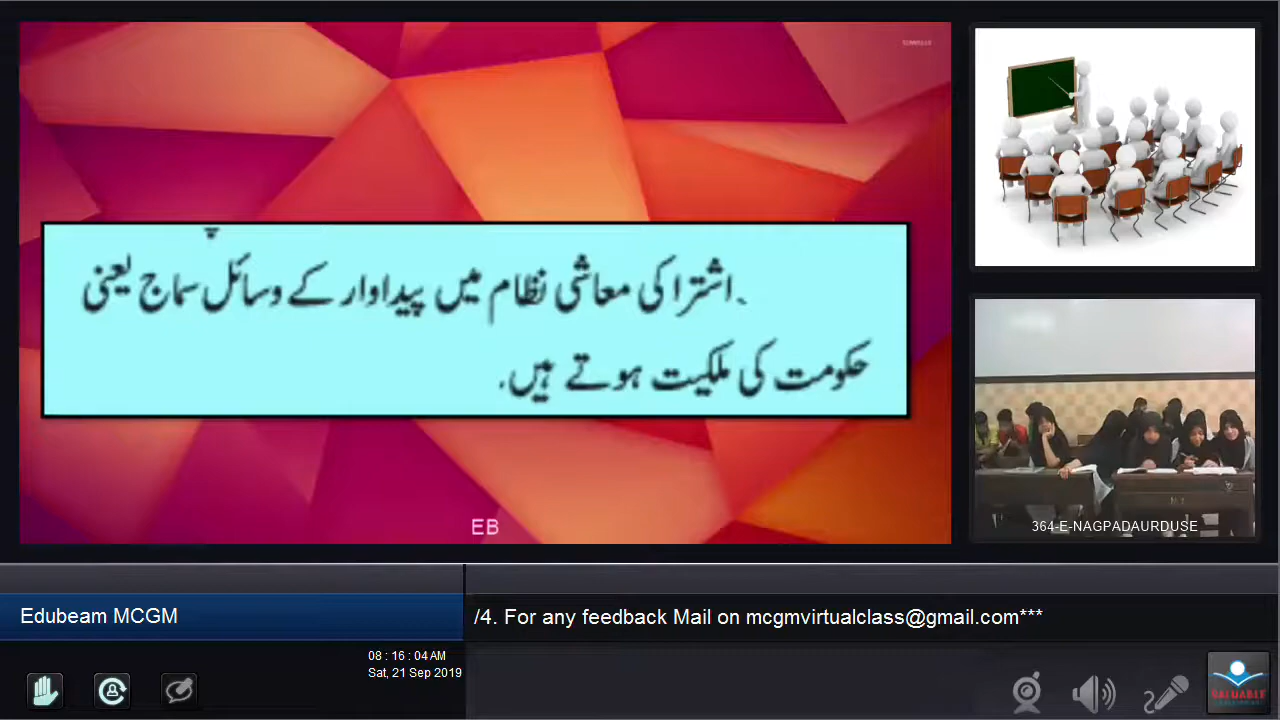 .اشتراکی معاشی نظام میں پیداوار کے وسائل سماج یعنی
حکومت کی ملکیت ہوتے ہیں.
EB
364-E-NAGPADAURDUSE
Edubeam MCGM
/4. For any feedback Mail on mcgmvirtualclass@gmail.com***
08 : 16 : 04 AM
Sat, 21 Sep 2019
VALUABLE